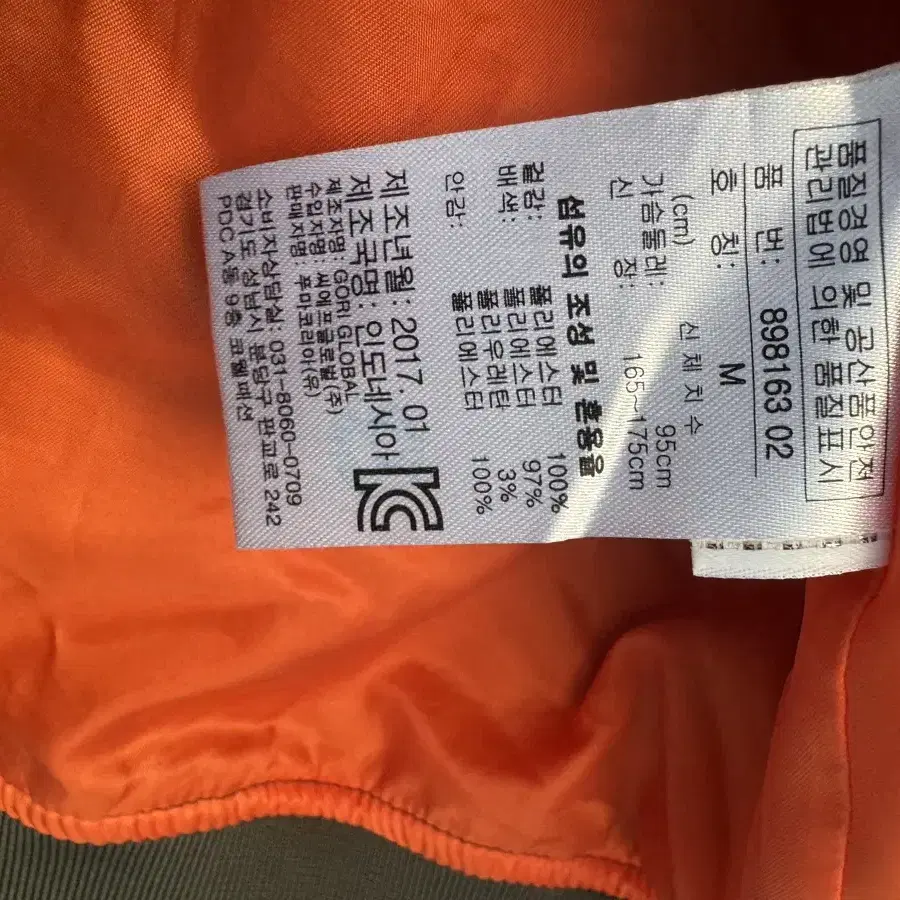 품질경영 및 공산품안전
관리법에 의한 품질표시
품 번: 898163 02
호 칭: M
(cm) 신체치수
가슴둘레: 95cm
신 장: 165~175cm
섬유의 조성 및 혼용율
겉감: 폴리에스터 100%
배색: 폴리에스터 97%
폴리우레탄 3%
안감: 폴리에스터 100%
제조년월: 2017. 01
제조국명: 인도네시아
제조자명: GORI GLOBAL
수입자명: 씨에프글로벌(주)
판매자명: 푸마코리아(유)
소비자상담실: 031-8060-0709
경기도 성남시 분당구 판교로 242
PDC A동 9층 코웰패션